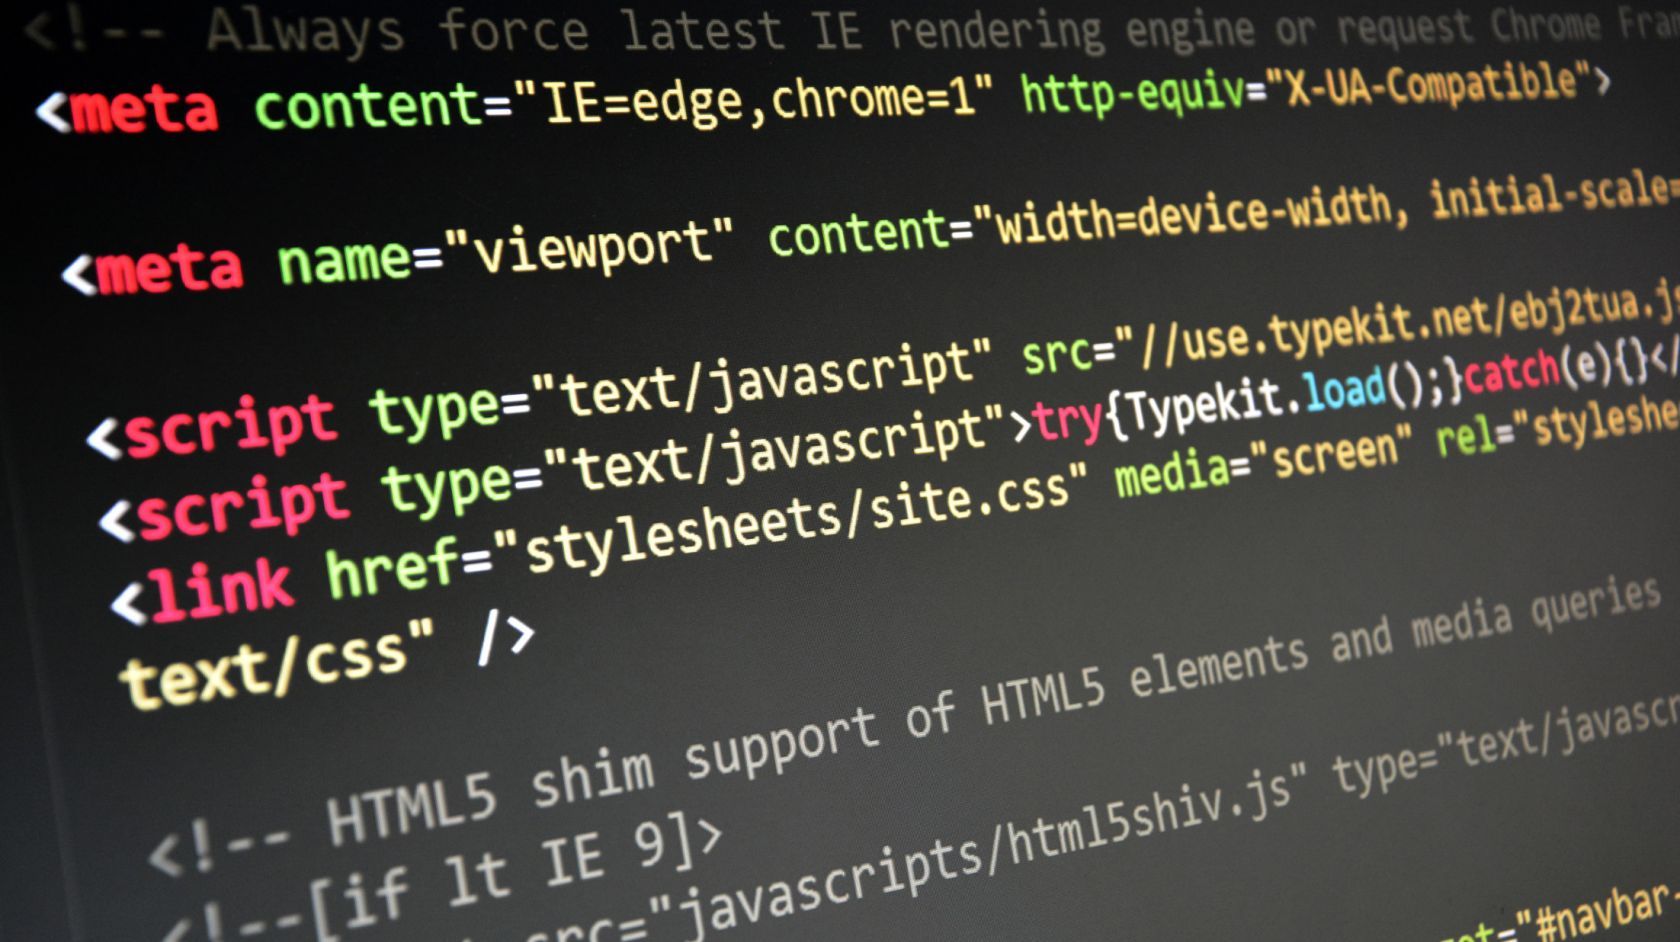 <!-- Always force latest IE rendering engine or request Chrome
<meta content="IE=edge,chrome=1" http-equiv="X-UA-Compatible">
<meta name="viewport" content="width=device-width, initial-scale=
<script type="text/javascript" src="//use.typekit.net/ebj2tua.js
<script type="text/javascript">try{Typekit.load();}catch(e){}</
<link href="stylesheets/site.css" media="screen" rel="styleshe
text/css" />
<!-- HTML5 shim support of HTML5 elements and media queries
<!--[if lt IE 9]>
src="javascripts/html5shiv.js" type="text/javascr
="#navbar-